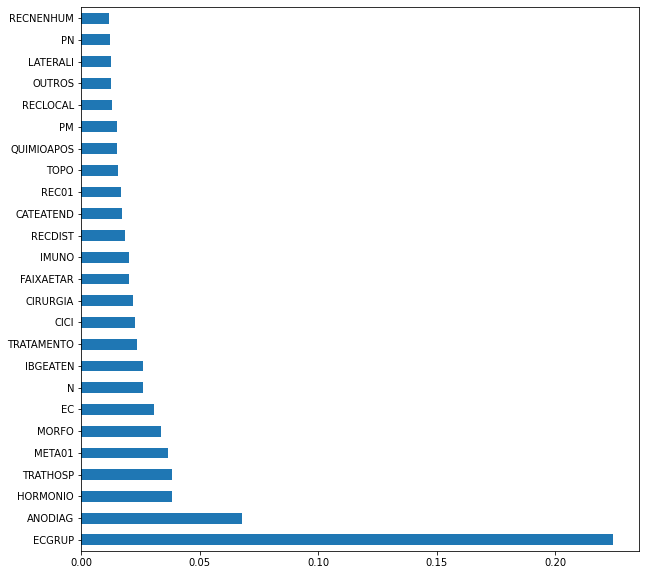 RECNENHUM
PN
LATERALI
OUTROS
RECLOCAL
PM
QUIMIOAPOS
TOPO
REC01
CATEATEND
RECDIST
IMUNO
FAIXAETAR
CIRURGIA
CICI
TRATAMENTO
IBGEATEN
N
EC
MORFO
META01
TRATHOSP
HORMONIO
ANODIAG
ECGRUP
0.00 0.05 0.10 0.15 0.20